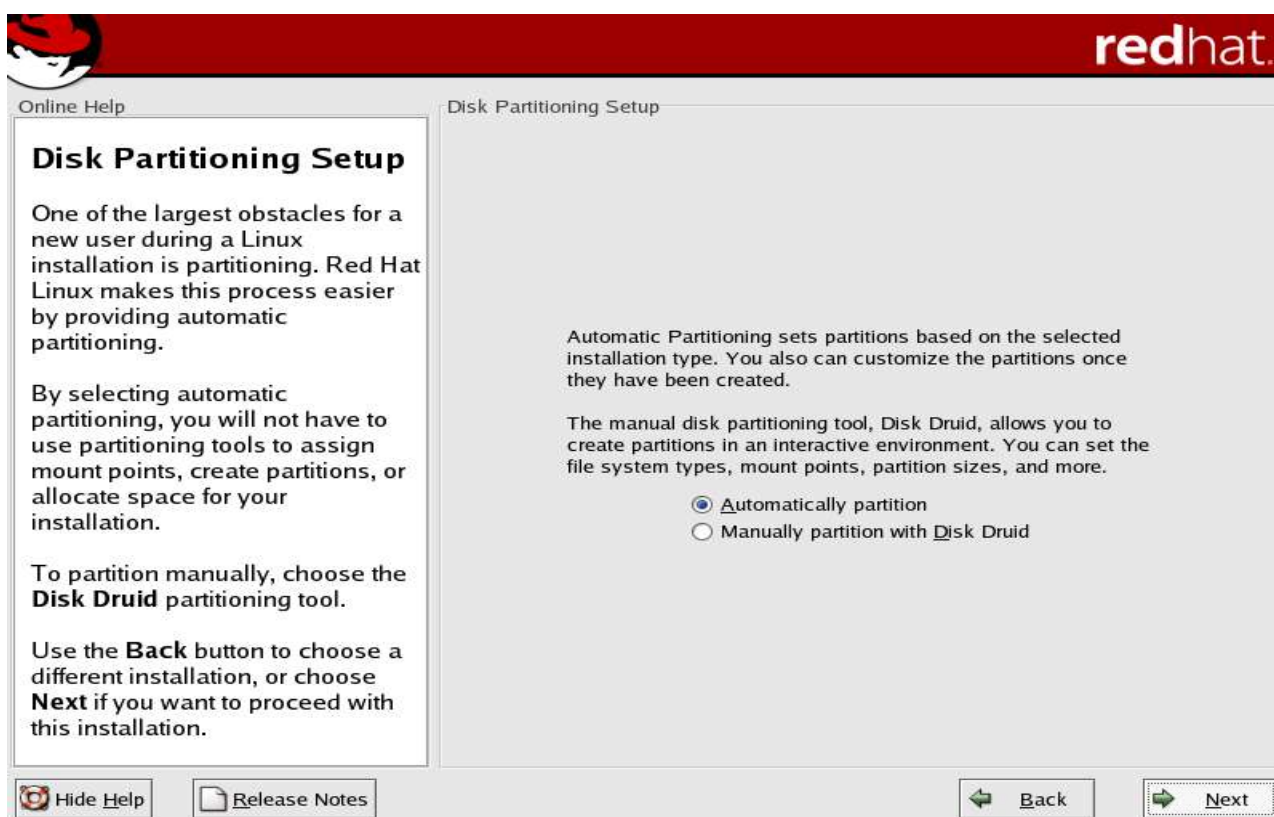 redhat.
Online Help
Disk Partitioning Setup
One of the largest obstacles for a
new user during a Linux
installation is partitioning. Red Hat
Linux makes this process easier
by providing automatic
partitioning.
By selecting automatic
partitioning, you will not have to
use partitioning tools to assign
mount points, create partitions, or
allocate space for your
installation.
To partition manually, choose the
Disk Druid partitioning tool.
Use the Back button to choose a
different installation, or choose
Next if you want to proceed with
this installation.
Disk Partitioning Setup
Automatic Partitioning sets partitions based on the selected
installation type. You also can customize the partitions once
they have been created.
The manual disk partitioning tool, Disk Druid, allows you to
create partitions in an interactive environment. You can set the
file system types, mount points, partition sizes, and more.
Automatically partition
Manually partition with Disk Druid
Hide Help
Release Notes
Back
Next